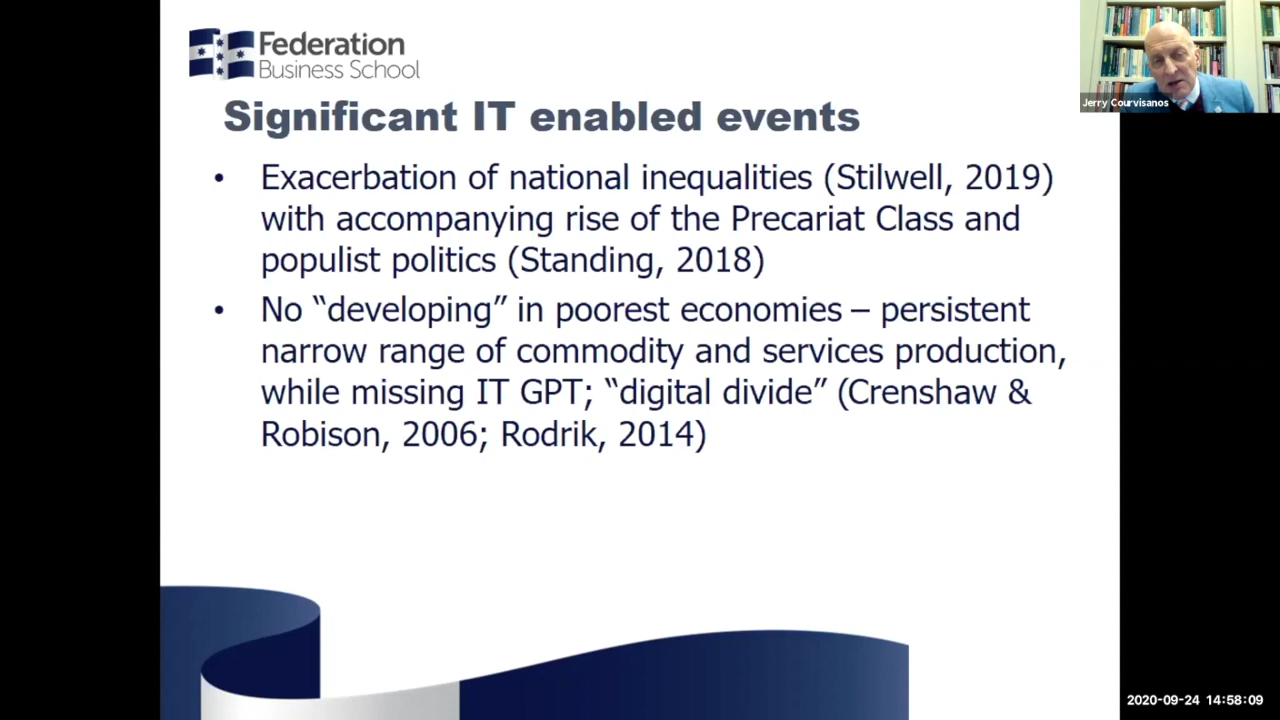 Federation
Business School
Jerry Courvisanos
Significant IT enabled events
• Exacerbation of national inequalities (Stilwell, 2019)
with accompanying rise of the Precariat Class and
populist politics (Standing, 2018)
• No “developing” in poorest economies – persistent
narrow range of commodity and services production,
while missing IT GPT; “digital divide” (Crenshaw &
Robison, 2006; Rodrik, 2014)
2020-09-24 14:58:09